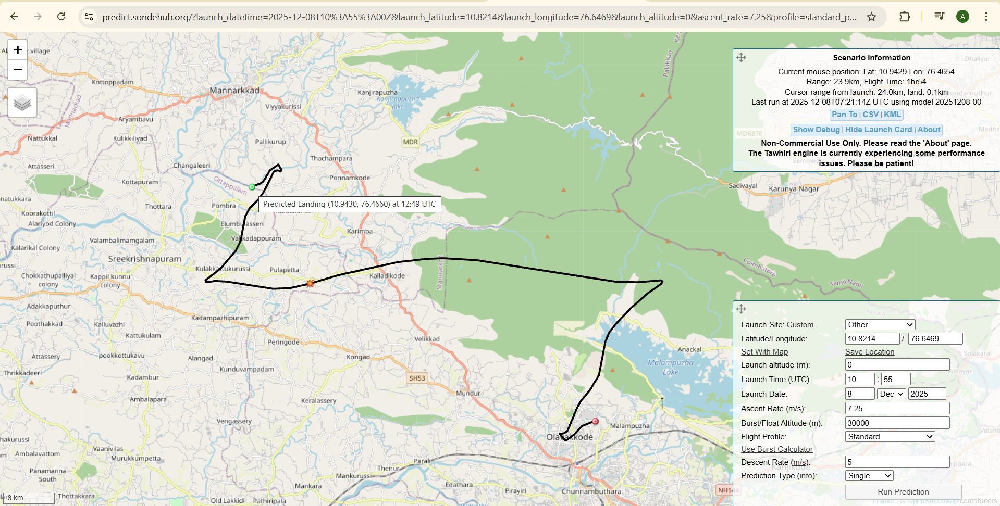 predict.sondehub.org/?launch_datetime=2025-12-08T10%3A55%3A00Z&launch_latitude=10.8214&launch_longitude=76.6469&launch_altitude=0&ascent_rate=7.25&profile=standard_p...
A
+
−
village
Kottoppadam
Mannarkkad
Mannarkkad
Viyyakurissi
Kanjirapuzha
Kanjirappuzha
lake
Palakkad
Aryambavu
Nattukkal
Kulikkiliyad
Pallikurup
MDR
Thachampara
Attasseri
Changaleeri
Ottappalam
Ponnamkode
Kottapuram
Thottara
Pombra
Koorakottil
Alariyod Colony
Elumbulasseri
Karimba
Valambalimamgalam
Vakkadappuram
Kalarikal Colony
Sreekrishnapuram
Kulakkattukurussi
Pulapetta
Kalladikode
Mannarkkad
Chokkathupalliyal
colony
Kappil kunnu
colony
Adakkaputhur
Poothakkad
Kalluvazhi
Kadampazhipuram
Kattukulam
Peringode
Velikkad
Attassery
pookkottukavu
Alangad
Kongad
Kunduvampadam
Thrikkadeeri
Kadambur
SH53
Mundur
Ambalapara
Keralassery
Vengassery
Malampuzha
Lake
Anackal
Malampuzha
Olavakkode
Vaanivilas
Ambalavattom
Murukkumpetta
Panamanna
South
Thenur
Parali
Mankurussi
Mankara
Edathara
Pirayiri
Chunnambuthara
Thottakkara
Old Lakkidi
Pathiripala
Sadivayal
Karunya Nagar
Coimbatore
Tamil Nadu
Kerala
NH544
3 km
Predicted Landing (10.9430, 76.4660) at 12:49 UTC
Dhaliyur
MDR876
Scenario Information
Current mouse position: Lat: 10.9429 Lon: 76.4654
Range: 23.9km, Flight Time: 1hr54
Cursor range from launch: 24.0km, land: 0.1km
Last run at 2025-12-08T07:21:14Z UTC using model 20251208-00
Pan To | CSV | KML
Show Debug | Hide Launch Card | About
Non-Commercial Use Only. Please read the 'About' page.
The Tawhiri engine is currently experiencing some performance
issues. Please be patient!
Launch Site: Custom Other
Latitude/Longitude: 10.8214 / 76.6469
Set With Map Save Location
Launch altitude (m): 0
Launch Time (UTC): 10 : 55
Launch Date: 8 Dec 2025
Ascent Rate (m/s): 7.25
Burst/Float Altitude (m): 30000
Flight Profile: Standard
Use Burst Calculator
Descent Rate (m/s): 5
Prediction Type (info): Single
Run Prediction
Leaflet | © OpenStreetMap contributors